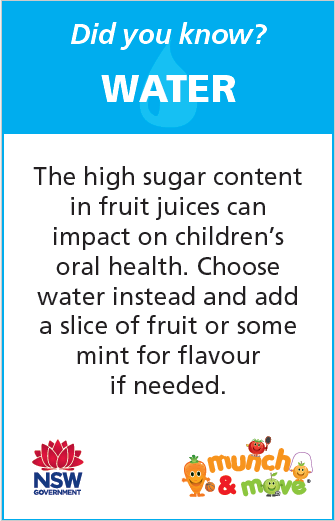 Did you know?
WATER
The high sugar content
in fruit juices can
impact on children’s
oral health. Choose
water instead and add
a slice of fruit or some
mint for flavour
if needed.
NSW
GOVERNMENT
munch
& move